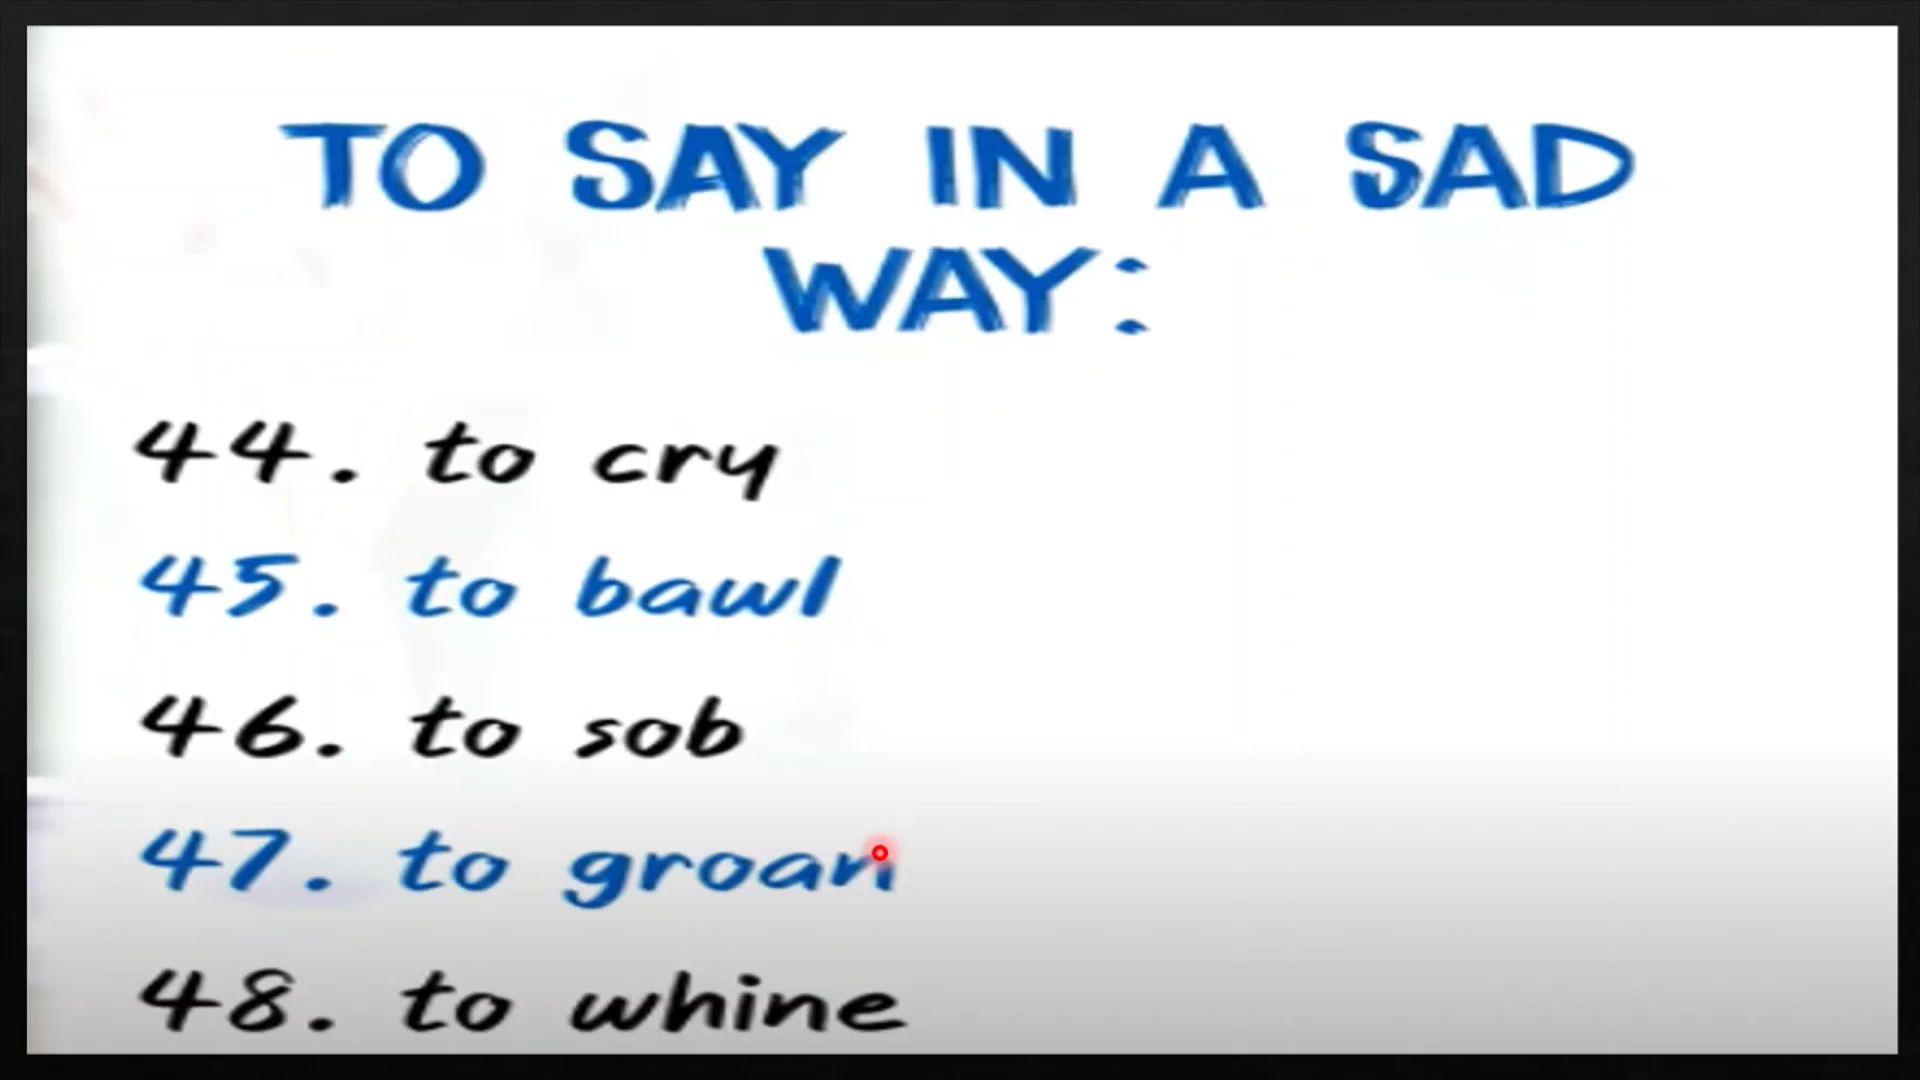 TO SAY IN A SAD
WAY:
44. to cry
45. to bawl
46. to sob
47. to groan
48. to whine